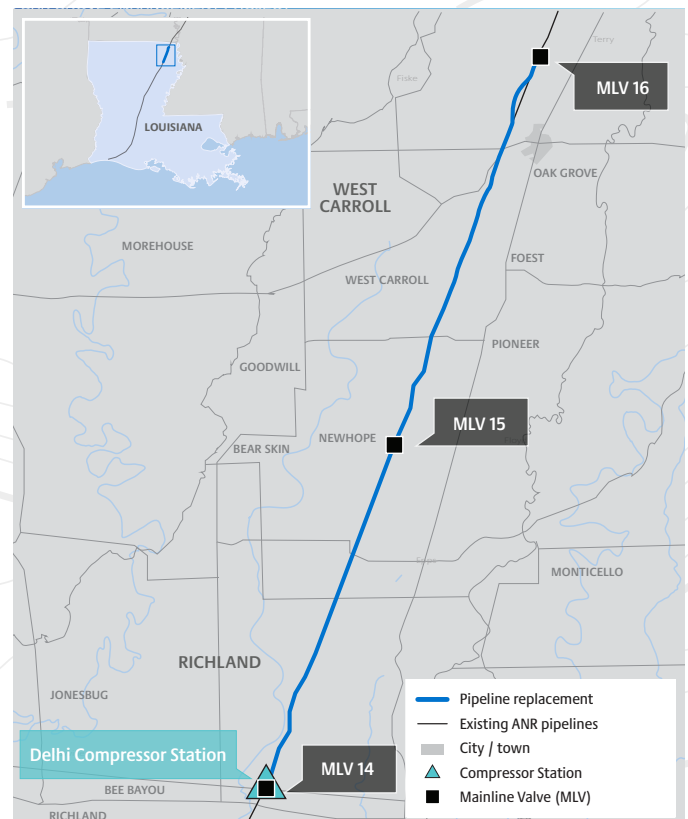 LOUISIANA
Terry
Fiske
MLV 16
OAK GROVE
WEST
CARROLL
MOREHOUSE
FOEST
WEST CARROLL
PIONEER
GOODWILL
MLV 15
NEWHOPE
BEAR SKIN
Epps
MONTICELLO
RICHLAND
JONESBUG
Pipeline replacement
Existing ANR pipelines
City / town
Compressor Station
Mainline Valve (MLV)
Delhi Compressor Station
MLV 14
BEE BAYOU
RICHLAND